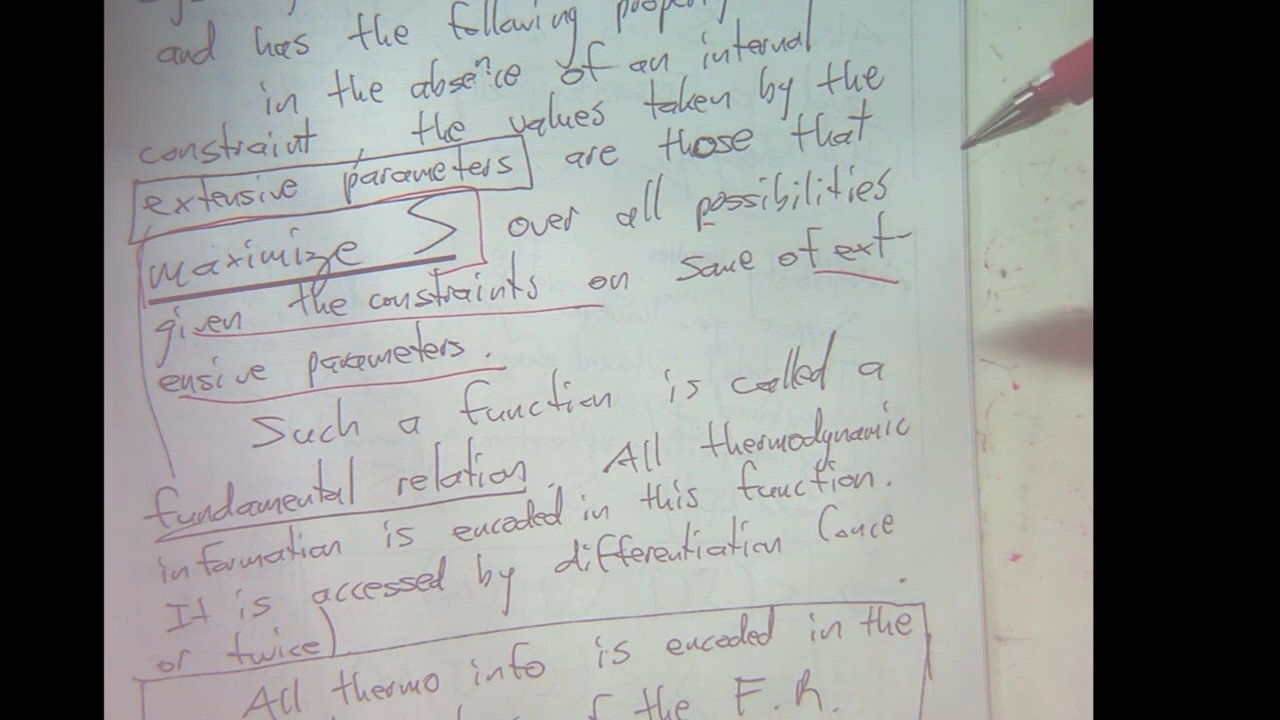 and has the following property
in the absence of an internal
constraint, the values taken by the
extensive parameters are those that
maximize S over all possibilities
given the constraints on some of ext-
ensive parameters.
Such a function is called a
fundamental relation. All thermodynamic
information is encoded in this function.
It is accessed by differentiation (once
or twice)
All thermo info is encoded in the
of the F.R.